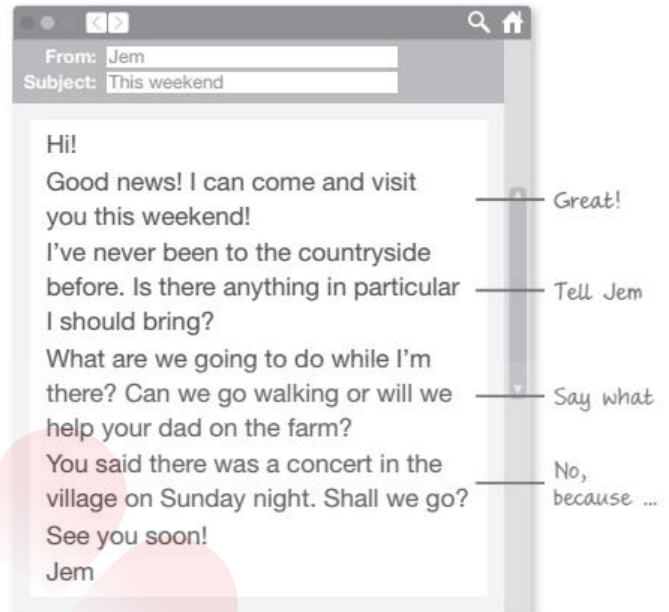 From: Jem
Subject: This weekend
Hi!
Good news! I can come and visit
you this weekend!
Great!
I've never been to the countryside
before. Is there anything in particular
I should bring?
Tell Jem
What are we going to do while I'm
there? Can we go walking or will we
help your dad on the farm?
Say what
You said there was a concert in the
village on Sunday night. Shall we go?
No,
because ...
See you soon!
Jem